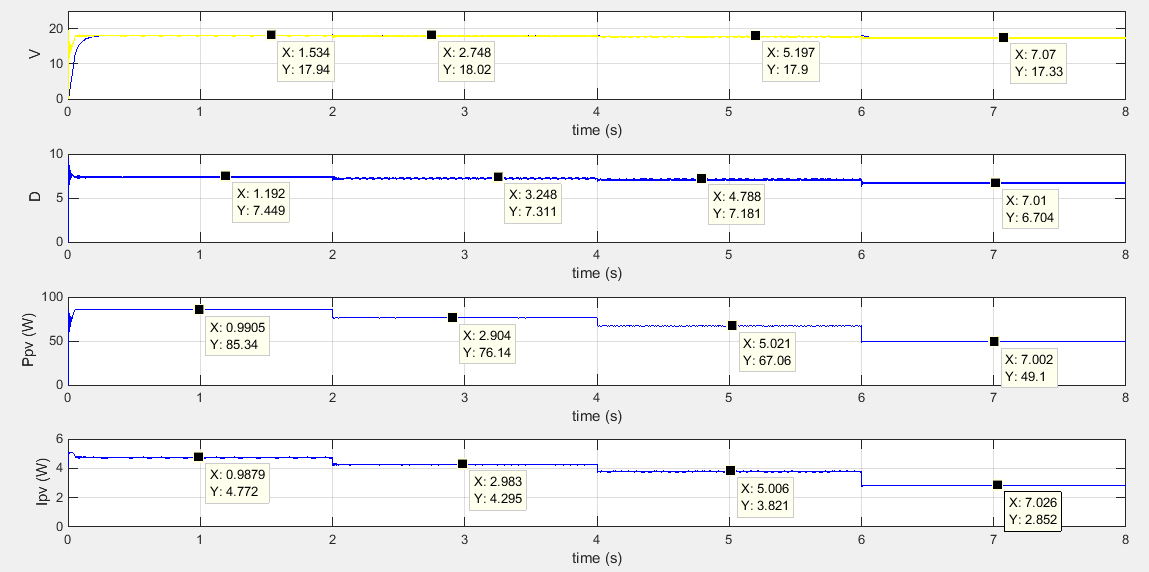 20
10
0
V
X: 1.534
Y: 17.94
X: 2.748
Y: 18.02
X: 5.197
Y: 17.9
X: 7.07
Y: 17.33
0 1 2 3 4 5 6 7 8
time (s)
10
5
0
D
X: 1.192
Y: 7.449
X: 3.248
Y: 7.311
X: 4.788
Y: 7.181
X: 7.01
Y: 6.704
0 1 2 3 4 5 6 7 8
time (s)
100
50
0
Ppv (W)
X: 0.9905
Y: 85.34
X: 2.904
Y: 76.14
X: 5.021
Y: 67.06
X: 7.002
Y: 49.1
0 1 2 3 4 5 6 7 8
time (s)
6
4
2
0
Ipv (W)
X: 0.9879
Y: 4.772
X: 2.983
Y: 4.295
X: 5.006
Y: 3.821
X: 7.026
Y: 2.852
0 1 2 3 4 5 6 7 8
time (s)